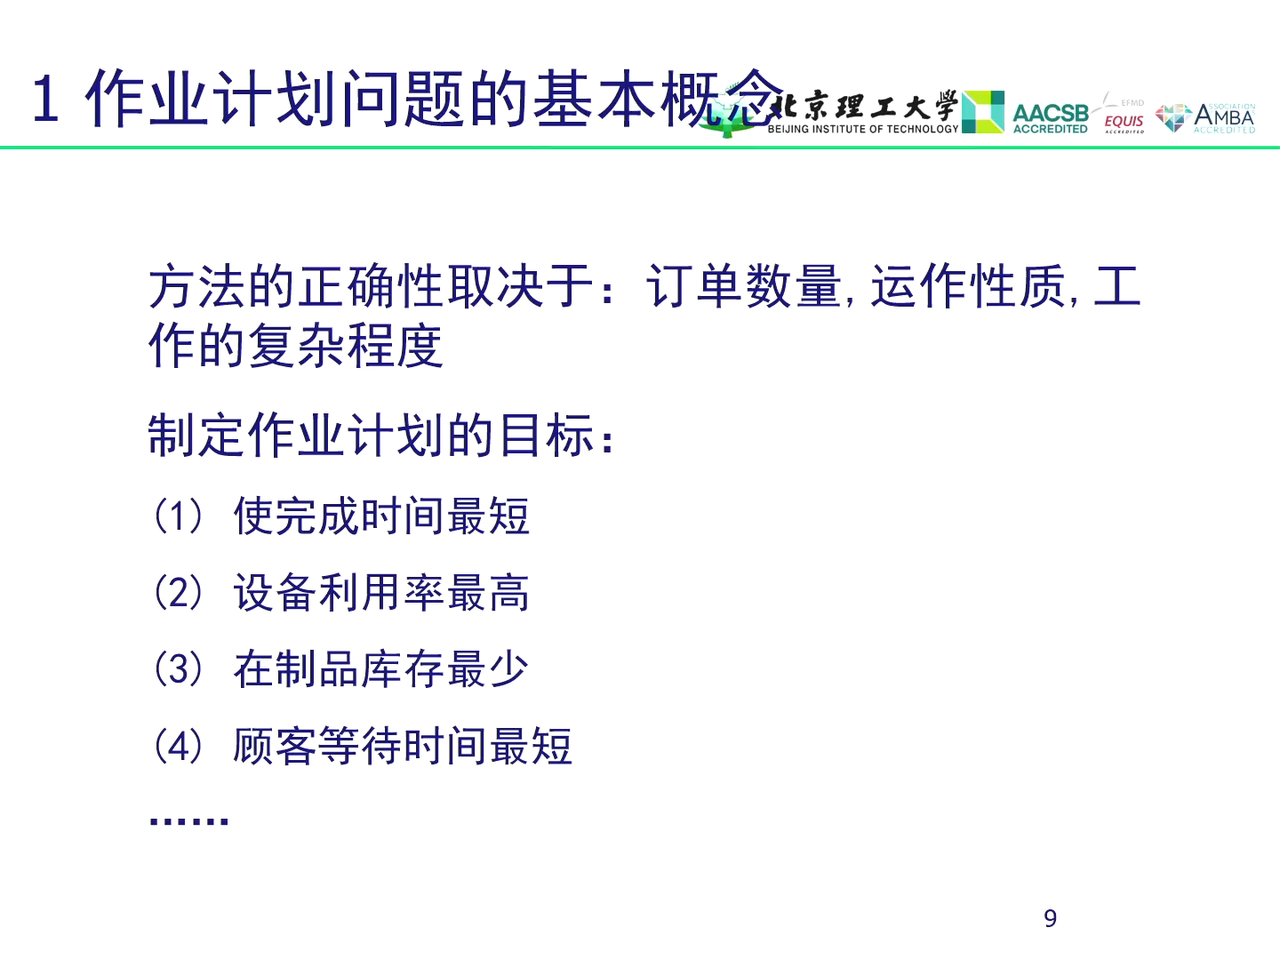 1 作业计划问题的基本概念
北京理工大学
BEIJING INSTITUTE OF TECHNOLOGY
AACSB
ACCREDITED
EFMD
EQUIS
ACCREDITED
ASSOCIATION
AMBA
ACCREDITED
方法的正确性取决于：订单数量,运作性质,工
作的复杂程度
制定作业计划的目标：
(1) 使完成时间最短
(2) 设备利用率最高
(3) 在制品库存最少
(4) 顾客等待时间最短
……
9